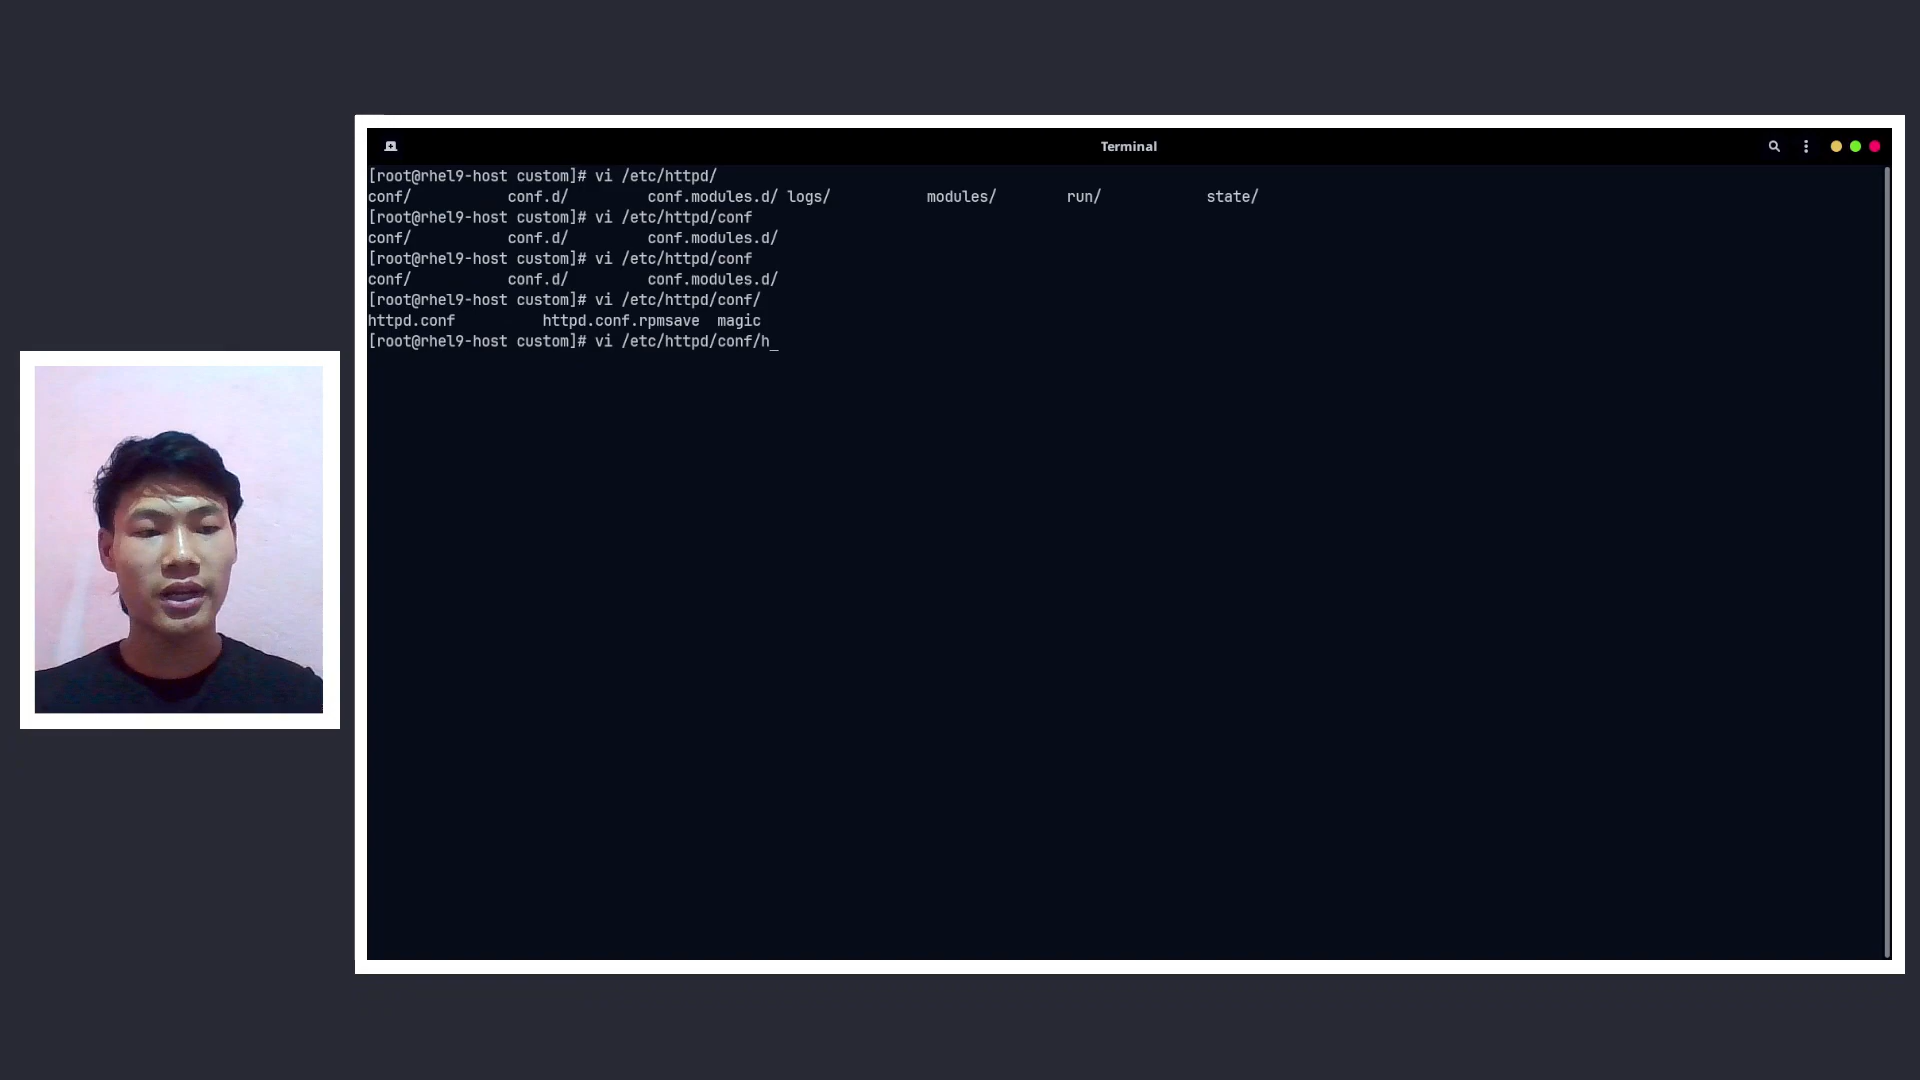 Terminal
[root@rhel9-host custom]# vi /etc/httpd/
conf/ conf.d/ conf.modules.d/ logs/ modules/ run/ state/
[root@rhel9-host custom]# vi /etc/httpd/conf
conf/ conf.d/ conf.modules.d/
[root@rhel9-host custom]# vi /etc/httpd/conf
conf/ conf.d/ conf.modules.d/
[root@rhel9-host custom]# vi /etc/httpd/conf/
httpd.conf httpd.conf.rpmsave magic
[root@rhel9-host custom]# vi /etc/httpd/conf/h_